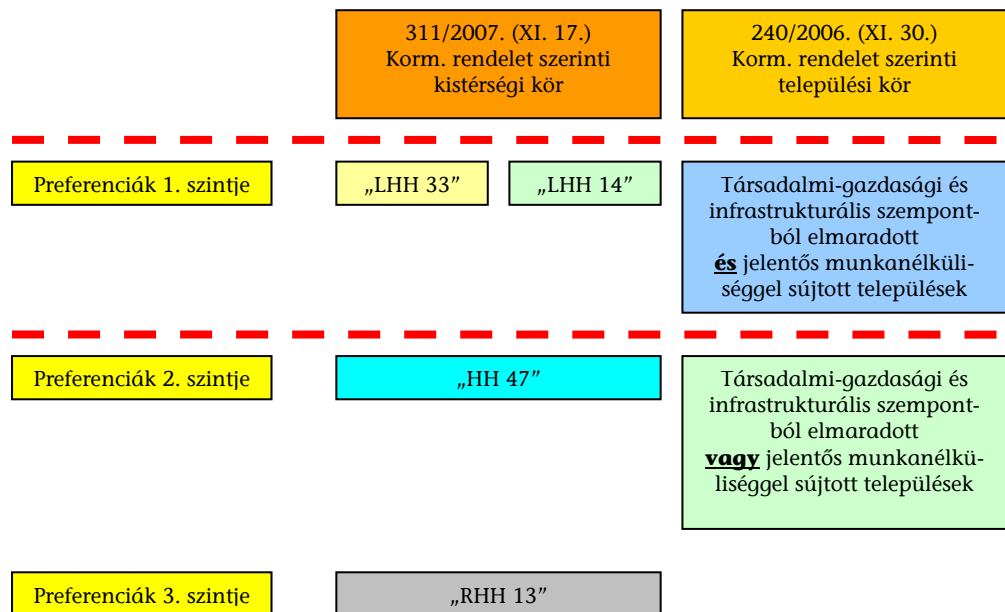 311/2007. (XI. 17.)
Korm. rendelet szerinti
kistérségi kör
240/2006. (XI. 30.)
Korm. rendelet szerinti
települési kör
Preferenciák 1. szintje
„LHH 33”
„LHH 14”
Társadalmi-gazdasági és
infrastrukturális szempont-
ból elmaradott
és jelentős munkanélküli-
séggel sújtott települések
Preferenciák 2. szintje
„HH 47”
Társadalmi-gazdasági és
infrastrukturális szempont-
ból elmaradott
vagy jelentős munkanélkü-
liséggel sújtott települések
Preferenciák 3. szintje
„RHH 13”